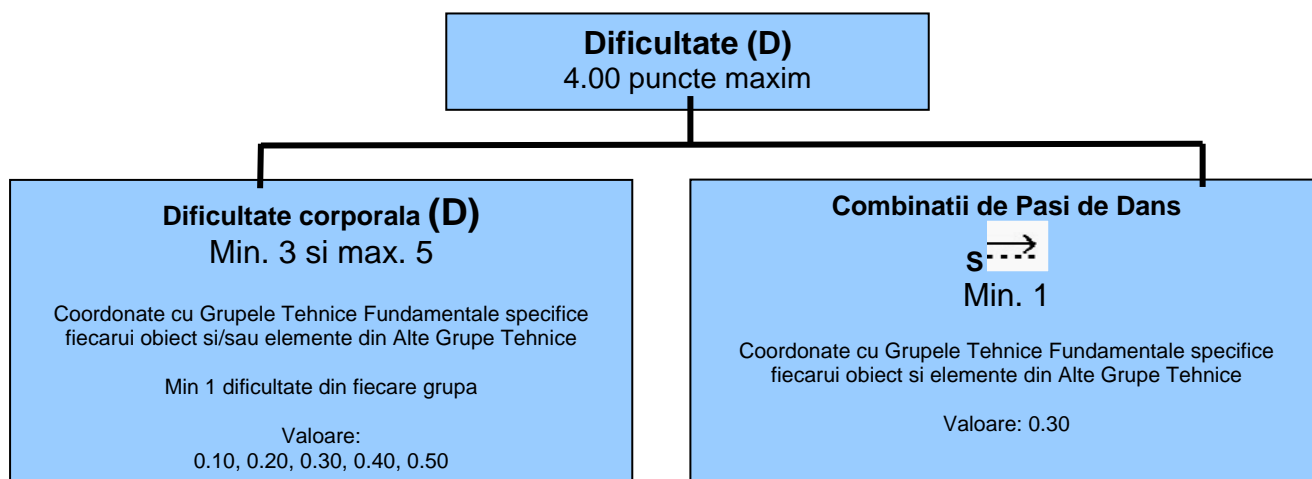 Dificultate (D)
4.00 puncte maxim
Dificultate corporala (D)
Min. 3 si max. 5
Coordonate cu Grupele Tehnice Fundamentale specifice
fiecarui obiect si/sau elemente din Alte Grupe Tehnice
Min 1 dificultate din fiecare grupa
Valoare:
0.10, 0.20, 0.30, 0.40, 0.50
Combinatii de Pasi de Dans
S
Min. 1
Coordonate cu Grupele Tehnice Fundamentale specifice
fiecarui obiect si elemente din Alte Grupe Tehnice
Valoare: 0.30